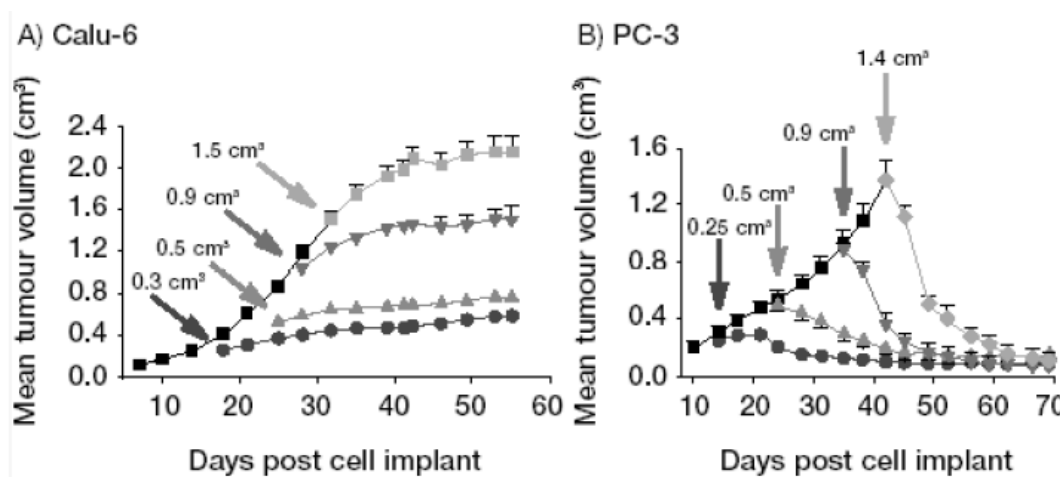 A) Calu-6
Mean tumour volume (cm³)
2.4
2.0
1.6
1.2
0.8
0.4
0.0
1.5 cm³
0.9 cm³
0.5 cm³
0.3 cm³
0 10 20 30 40 50 60
Days post cell implant
B) PC-3
Mean tumour volume (cm³)
1.6
1.2
0.8
0.4
0.0
1.4 cm³
0.9 cm³
0.5 cm³
0.25 cm³
10 20 30 40 50 60 70
Days post cell implant